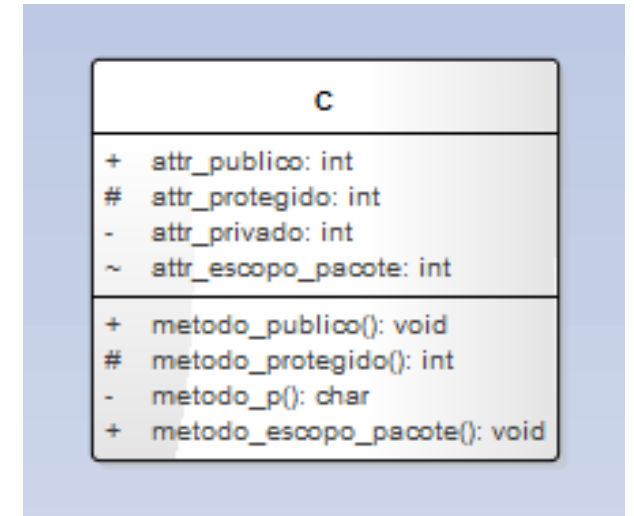 C
+ attr_publico: int
# attr_protegido: int
- attr_privado: int
~ attr_escopo_pacote: int
+ metodo_publico(): void
# metodo_protegido(): int
- metodo_p(): char
+ metodo_escopo_pacote(): void